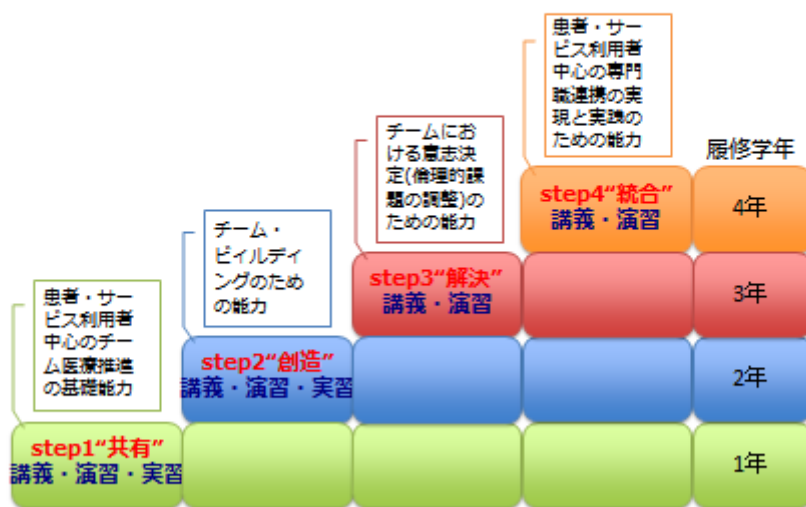 患者・サー
ビス利用者
中心の専門
職連携の実
現と実践の
ための能力
履修学年
チームにお
ける意志決
定(倫理的課
題の調整)の
ための能力
step4“統合”
講義・演習
4年
チーム・
ビィルディ
ングのため
の能力
step3“解決”
講義・演習
3年
患者・サー
ビス利用者
中心のチー
ム医療推進
の基礎能力
step2“創造”
講義・演習・実習
2年
step1“共有”
講義・演習・実習
1年